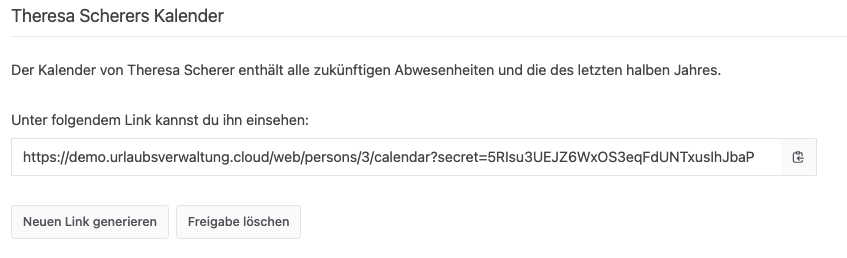 Theresa Scherers Kalender
Der Kalender von Theresa Scherer enthält alle zukünftigen Abwesenheiten und die des letzten halben Jahres.
Unter folgendem Link kannst du ihn einsehen:
https://demo.urlaubsverwaltung.cloud/web/persons/3/calendar?secret=5RIsu3UEJZ6WxOS3eqFdUNTxusIhJbaP
Neuen Link generieren
Freigabe löschen